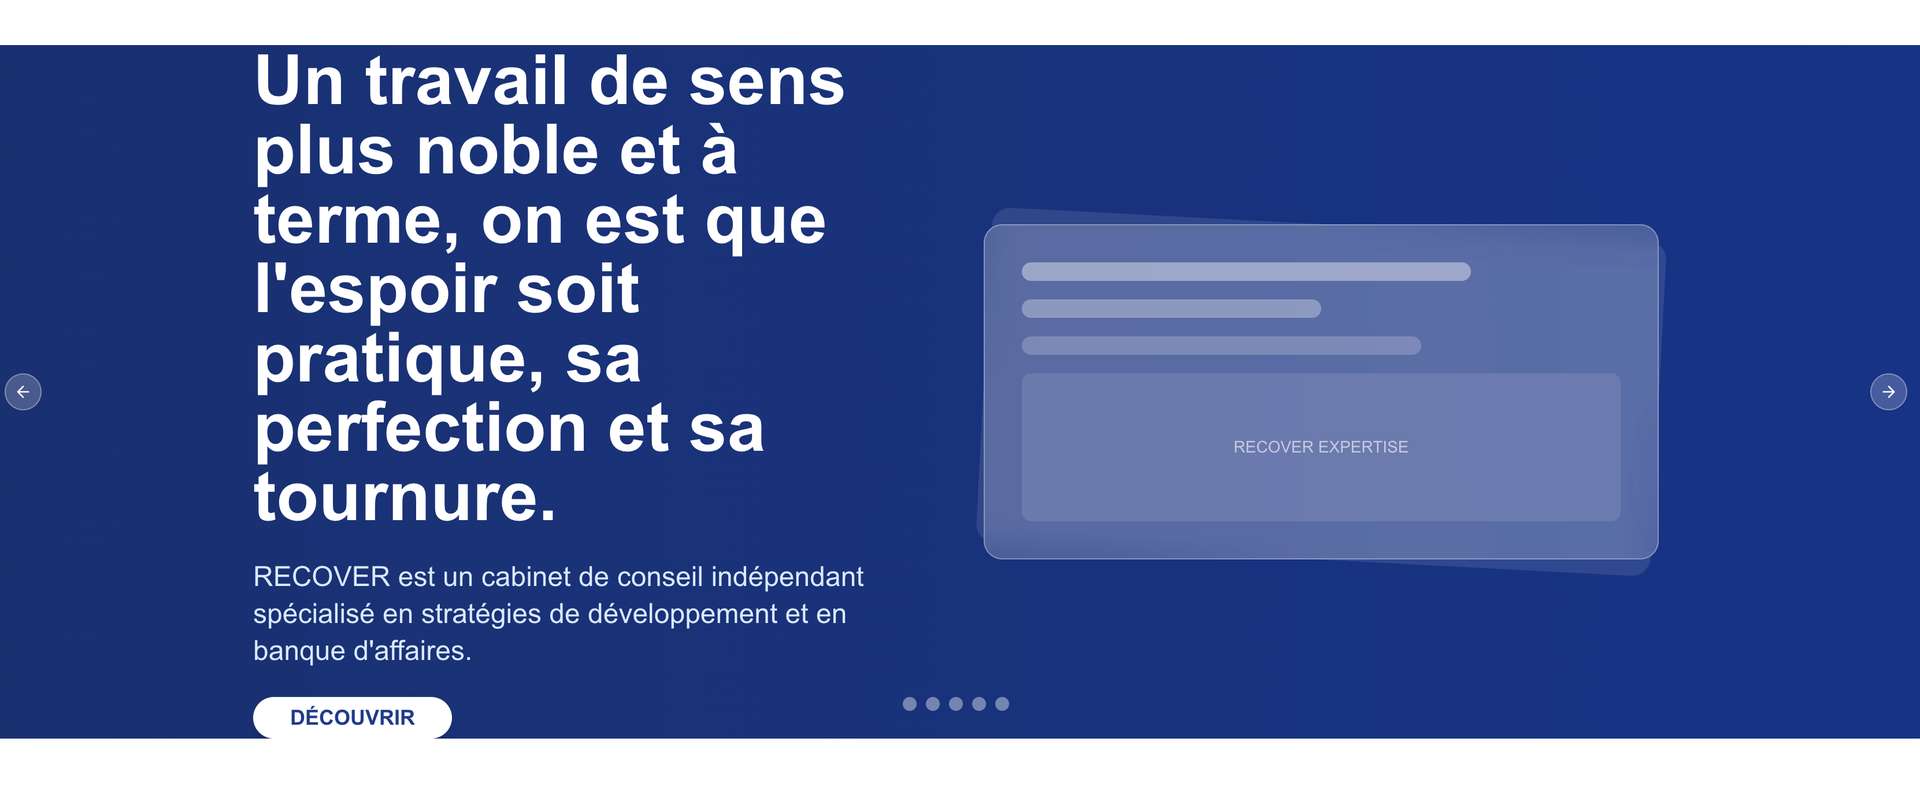 Un travail de sens
plus noble et à
terme, on est que
l'espoir soit
pratique, sa
perfection et sa
tournure.
RECOVER est un cabinet de conseil indépendant
spécialisé en stratégies de développement et en
banque d'affaires.
DÉCOUVRIR
RECOVER EXPERTISE